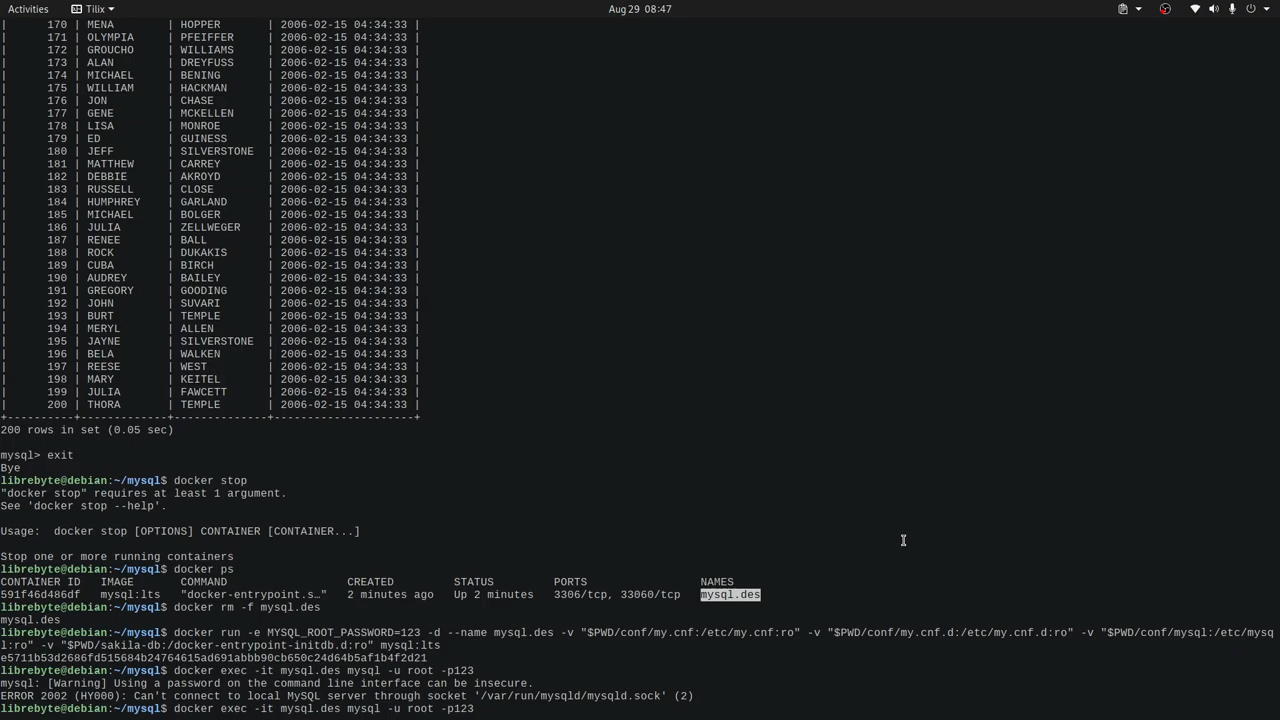 Activities Tilix Aug 29 08:47
| 170 | MENA | HOPPER | 2006-02-15 04:34:33 |
| 171 | OLYMPIA | PFEIFFER | 2006-02-15 04:34:33 |
| 172 | GROUCHO | WILLIAMS | 2006-02-15 04:34:33 |
| 173 | ALAN | DREYFUSS | 2006-02-15 04:34:33 |
| 174 | MICHAEL | BENING | 2006-02-15 04:34:33 |
| 175 | WILLIAM | HACKMAN | 2006-02-15 04:34:33 |
| 176 | JON | CHASE | 2006-02-15 04:34:33 |
| 177 | GENE | MCKELLEN | 2006-02-15 04:34:33 |
| 178 | LISA | MONROE | 2006-02-15 04:34:33 |
| 179 | ED | GUINESS | 2006-02-15 04:34:33 |
| 180 | JEFF | SILVERSTONE | 2006-02-15 04:34:33 |
| 181 | MATTHEW | CARREY | 2006-02-15 04:34:33 |
| 182 | DEBBIE | AKROYD | 2006-02-15 04:34:33 |
| 183 | RUSSELL | CLOSE | 2006-02-15 04:34:33 |
| 184 | HUMPHREY | GARLAND | 2006-02-15 04:34:33 |
| 185 | MICHAEL | BOLGER | 2006-02-15 04:34:33 |
| 186 | JULIA | ZELLWEGER | 2006-02-15 04:34:33 |
| 187 | RENEE | BALL | 2006-02-15 04:34:33 |
| 188 | ROCK | DUKAKIS | 2006-02-15 04:34:33 |
| 189 | CUBA | BIRCH | 2006-02-15 04:34:33 |
| 190 | AUDREY | BAILEY | 2006-02-15 04:34:33 |
| 191 | GREGORY | GOODING | 2006-02-15 04:34:33 |
| 192 | JOHN | SUVARI | 2006-02-15 04:34:33 |
| 193 | BURT | TEMPLE | 2006-02-15 04:34:33 |
| 194 | MERYL | ALLEN | 2006-02-15 04:34:33 |
| 195 | JAYNE | SILVERSTONE | 2006-02-15 04:34:33 |
| 196 | BELA | WALKEN | 2006-02-15 04:34:33 |
| 197 | REESE | WEST | 2006-02-15 04:34:33 |
| 198 | MARY | KEITEL | 2006-02-15 04:34:33 |
| 199 | JULIA | FAWCETT | 2006-02-15 04:34:33 |
| 200 | THORA | TEMPLE | 2006-02-15 04:34:33 |
+----------+-------------+--------------+---------------------+
200 rows in set (0.05 sec)
mysql> exit
Bye
librebyte@debian:~/mysql$ docker stop
"docker stop" requires at least 1 argument.
See 'docker stop --help'.
Usage:  docker stop [OPTIONS] CONTAINER [CONTAINER...]
Stop one or more running containers
librebyte@debian:~/mysql$ docker ps
CONTAINER ID   IMAGE       COMMAND                  CREATED         STATUS         PORTS                 NAMES
591f46d486df   mysql:lts   "docker-entrypoint.s…"   2 minutes ago   Up 2 minutes   3306/tcp, 33060/tcp   mysql.des
librebyte@debian:~/mysql$ docker rm -f mysql.des
mysql.des
librebyte@debian:~/mysql$ docker run -e MYSQL_ROOT_PASSWORD=123 -d --name mysql.des -v "$PWD/conf/my.cnf:/etc/my.cnf:ro" -v "$PWD/conf/my.cnf.d:/etc/my.cnf.d:ro" -v "$PWD/conf/mysql:/etc/mysq
l:ro" -v "$PWD/sakila-db:/docker-entrypoint-initdb.d:ro" mysql:lts
e5711b53d2686fd515684b24764615ad691abbb90cb650c24d64b5af1b4f2d21
librebyte@debian:~/mysql$ docker exec -it mysql.des mysql -u root -p123
mysql: [Warning] Using a password on the command line interface can be insecure.
ERROR 2002 (HY000): Can't connect to local MySQL server through socket '/var/run/mysqld/mysqld.sock' (2)
librebyte@debian:~/mysql$ docker exec -it mysql.des mysql -u root -p123